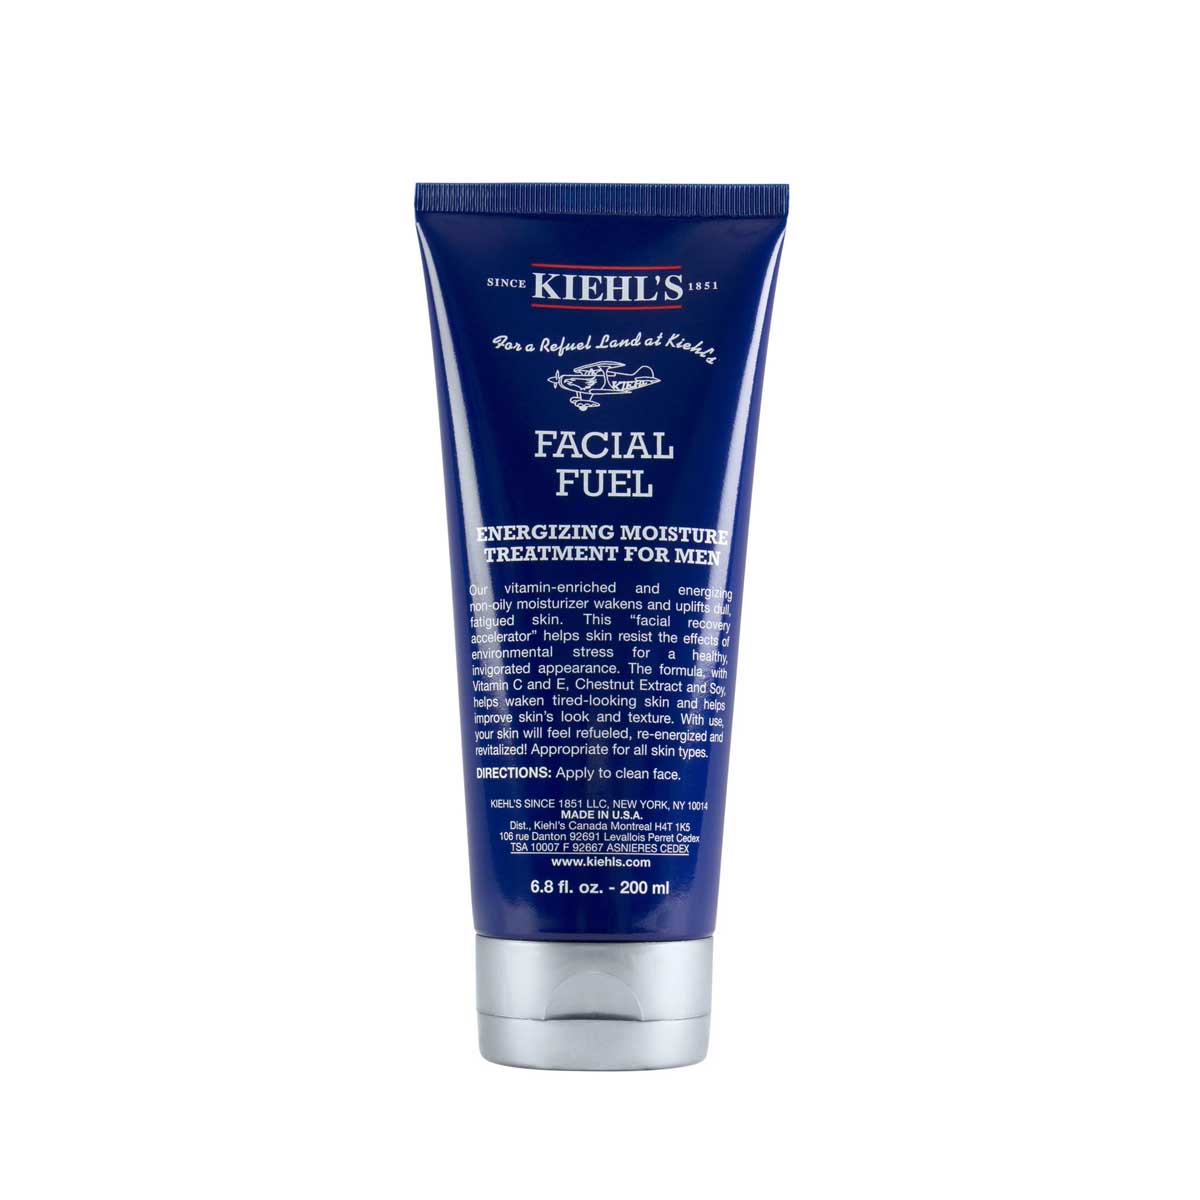 SINCE KIEHL'S 1851
For a Refuel Land at Kiehl's
KIEHL
FACIAL
FUEL
ENERGIZING MOISTURE
TREATMENT FOR MEN
Our vitamin-enriched and energizing
non-oily moisturizer wakens and uplifts dull,
fatigued skin. This "facial recovery
accelerator" helps skin resist the effects of
environmental stress for a healthy,
invigorated appearance. The formula, with
Vitamin C and E, Chestnut Extract and Soy,
helps waken tired-looking skin and helps
improve skin's look and texture. With use,
your skin will feel refueled, re-energized and
revitalized! Appropriate for all skin types.
DIRECTIONS: Apply to clean face.
KIEHL'S SINCE 1851 LLC, NEW YORK, NY 10014
MADE IN U.S.A.
Dist., Kiehl's Canada Montreal H4T 1K5
106 rue Danton 92691 Levallois Perret Cedex
TSA 10007 F 92667 ASNIERES CEDEX
www.kiehls.com
6.8 fl. oz. - 200 ml